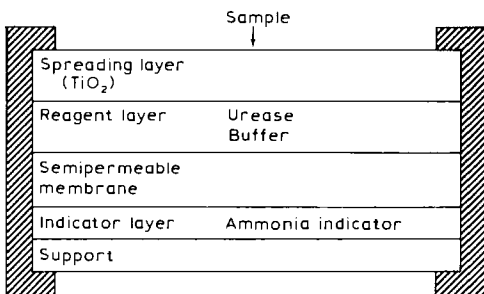 Sample
Spreading layer
(TiO₂)
Reagent layer Urease
Buffer
Semipermeable
membrane
Indicator layer Ammonia indicator
Support